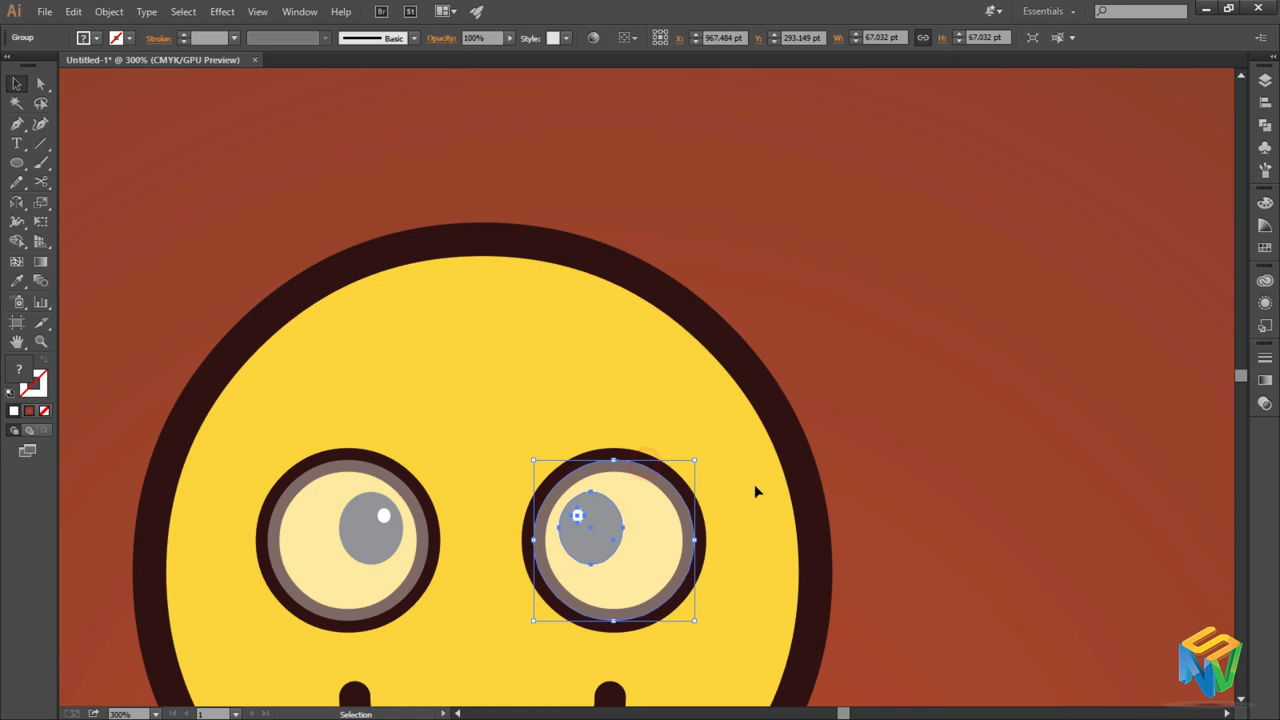 Ai File Edit Object Type Select Effect View Window Help Br St Essentials
Group ? Stroke: Basic Opacity: 100% Style: X: 967.484 pt Y: 293.149 pt W: 67.032 pt H: 67.032 pt
Untitled-1* @ 300% (CMYK/GPU Preview) ×
T
?
300% 1 Selection